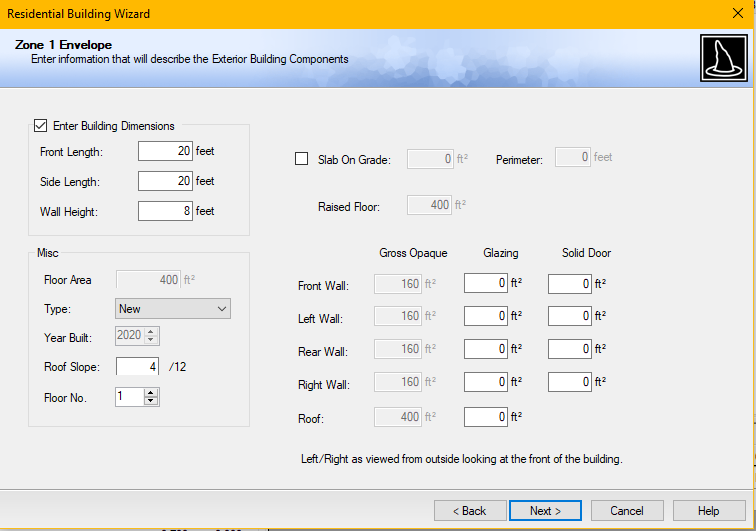 Residential Building Wizard
Zone 1 Envelope
Enter information that will describe the Exterior Building Components
Enter Building Dimensions
Front Length: 20 feet
Side Length: 20 feet
Wall Height: 8 feet
Misc
Floor Area 400 ft²
Type: New
Year Built: 2020
Roof Slope: 4 /12
Floor No. 1
Slab On Grade: 0 ft² Perimeter: 0 feet
Raised Floor: 400 ft²
Gross Opaque Glazing Solid Door
Front Wall: 160 ft² 0 ft² 0 ft²
Left Wall: 160 ft² 0 ft² 0 ft²
Rear Wall: 160 ft² 0 ft² 0 ft²
Right Wall: 160 ft² 0 ft² 0 ft²
Roof: 400 ft² 0 ft²
Left/Right as viewed from outside looking at the front of the building.
< Back Next > Cancel Help